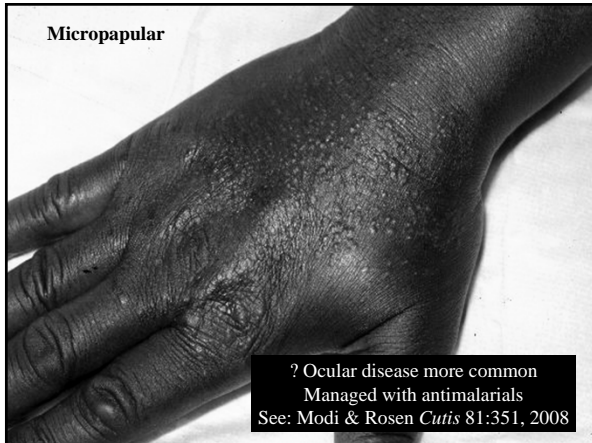 Micropapular
? Ocular disease more common
Managed with antimalarials
See: Modi & Rosen Cutis 81:351, 2008